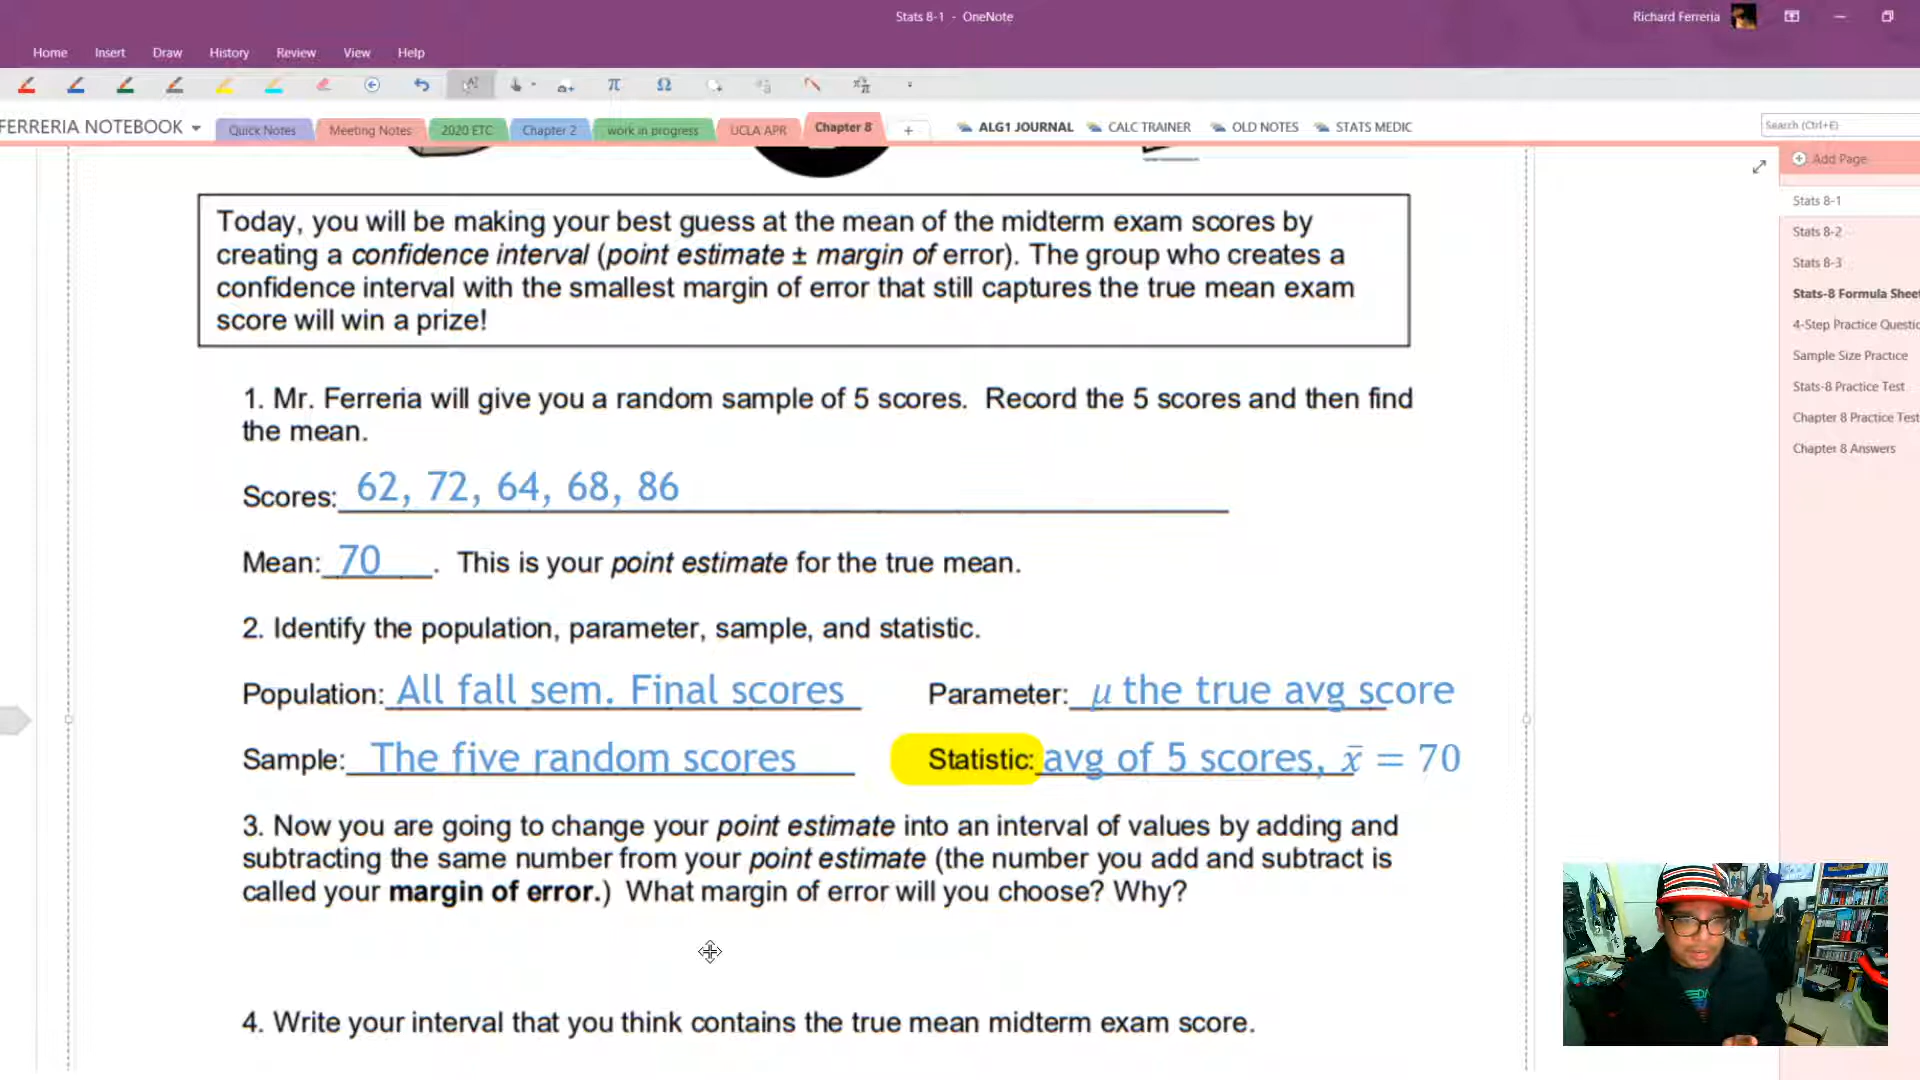 Stats 8-1 - OneNote
Richard Ferreria
Home Insert Draw History Review View Help
FERRERIA NOTEBOOK
Quick Notes Meeting Notes 2020 ETC Chapter 2 work in progress UCLA APR Chapter 8 + ALG1 JOURNAL CALC TRAINER OLD NOTES STATS MEDIC
Search (Ctrl+E)
Add Page
Stats 8-1
Stats 8-2
Stats 8-3
Stats-8 Formula Sheet
4-Step Practice Questio
Sample Size Practice
Stats-8 Practice Test
Chapter 8 Practice Test
Chapter 8 Answers
Today, you will be making your best guess at the mean of the midterm exam scores by
creating a confidence interval (point estimate ± margin of error). The group who creates a
confidence interval with the smallest margin of error that still captures the true mean exam
score will win a prize!
1. Mr. Ferreria will give you a random sample of 5 scores. Record the 5 scores and then find
the mean.
Scores: 62, 72, 64, 68, 86
Mean: 70. This is your point estimate for the true mean.
2. Identify the population, parameter, sample, and statistic.
Population: All fall sem. Final scores Parameter: μ the true avg score
Sample: The five random scores Statistic: avg of 5 scores, x̄ = 70
3. Now you are going to change your point estimate into an interval of values by adding and
subtracting the same number from your point estimate (the number you add and subtract is
called your margin of error.) What margin of error will you choose? Why?
4. Write your interval that you think contains the true mean midterm exam score.